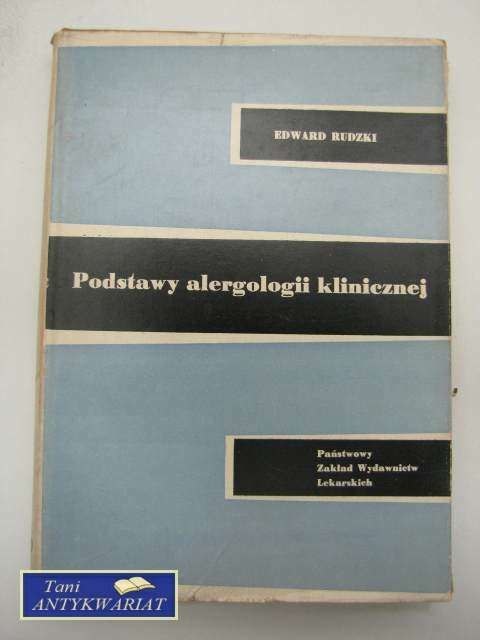 EDWARD RUDZKI
Podstawy alergologii klinicznej
Państwowy
Zakład Wydawnictw
Lekarskich
Tani
ANTYKWARIAT